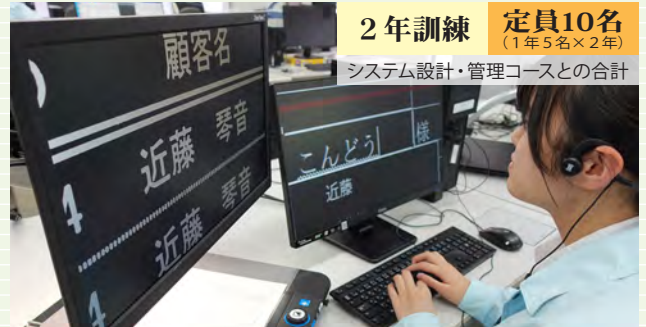 2年訓練
定員10名
(1年5名×2年)
システム設計・管理コースとの合計
顧客名
近藤 琴音
近藤 琴音
こんどう 様
近藤